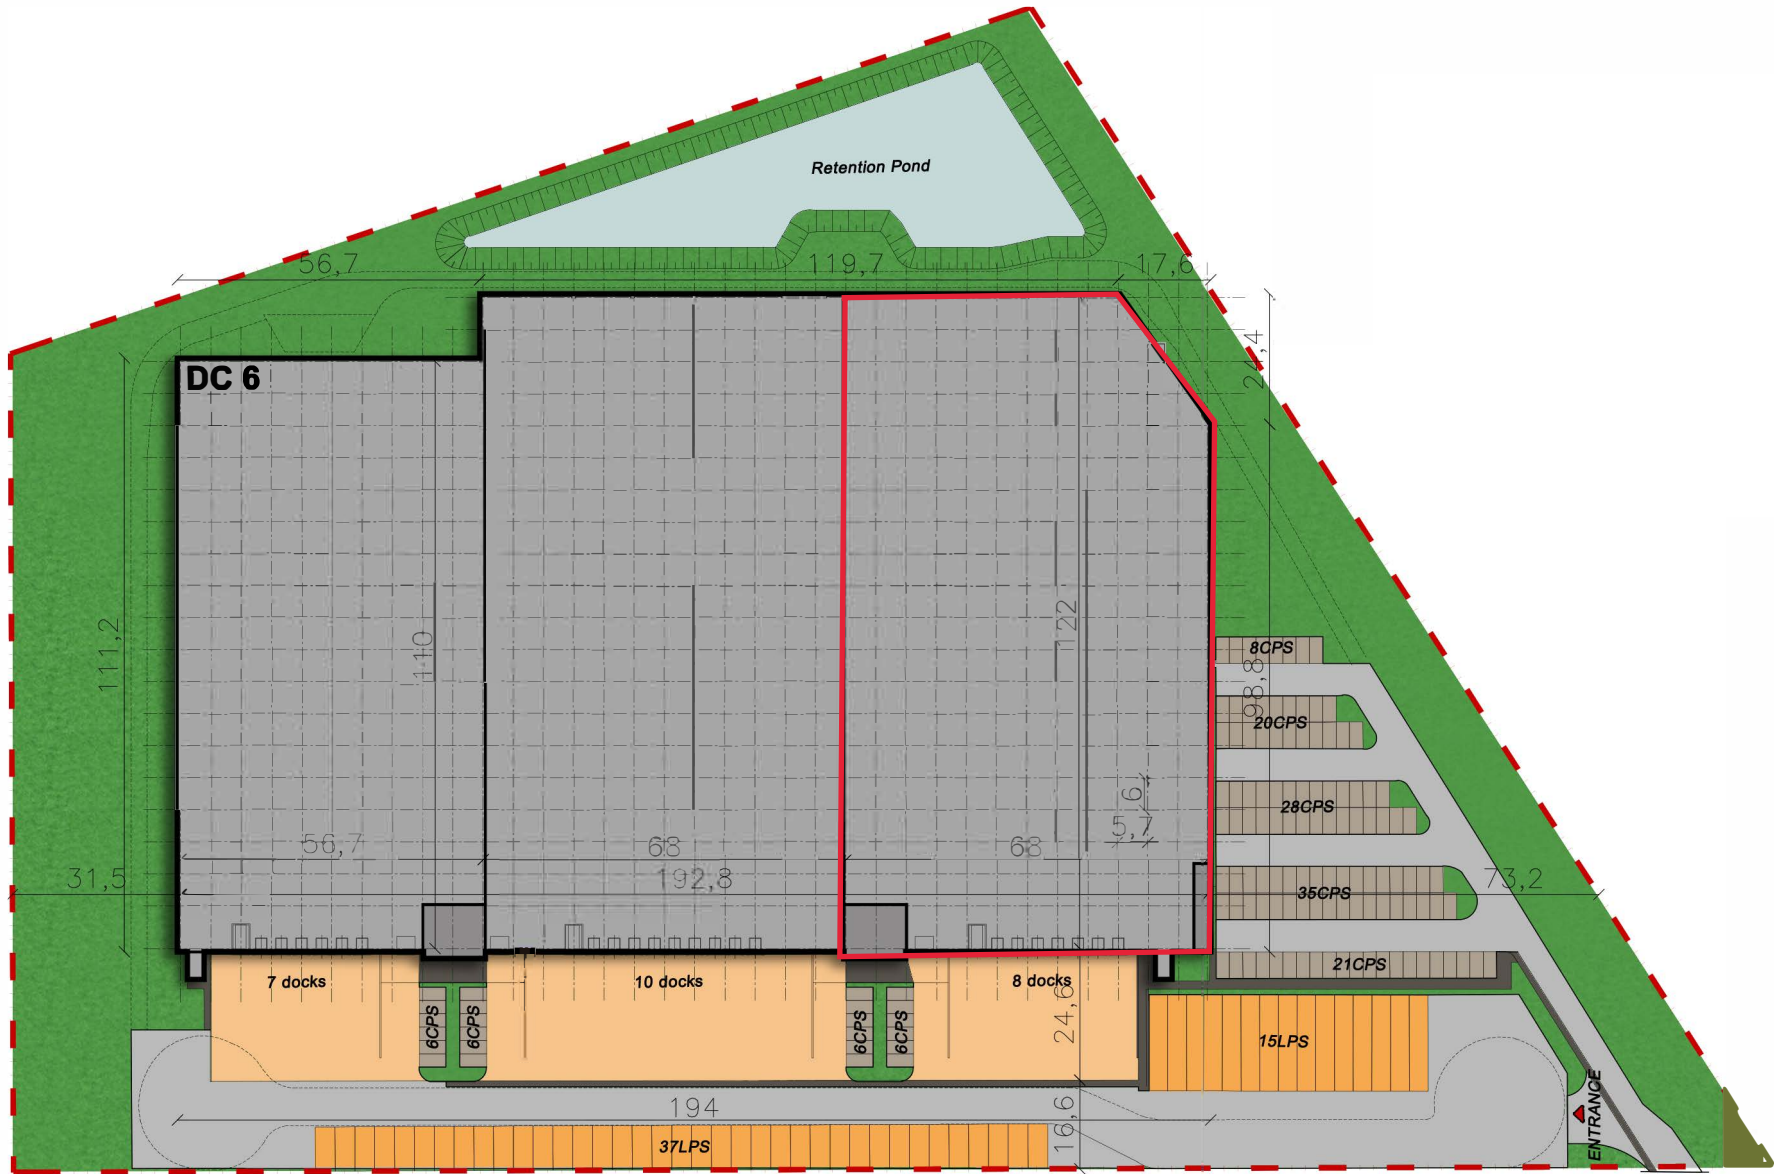 Retention Pond
56,7
119,7
17,6
24,4
DC 6
111,2
110
122
8CPS
98,8
20CPS
6
28CPS
5,7
56,7
68
68
31,5
192,8
35CPS
73,2
21CPS
7 docks
10 docks
8 docks
24,6
6CPS
6CPS
6CPS
6CPS
15LPS
194
16,6
ENTRANCE
37LPS